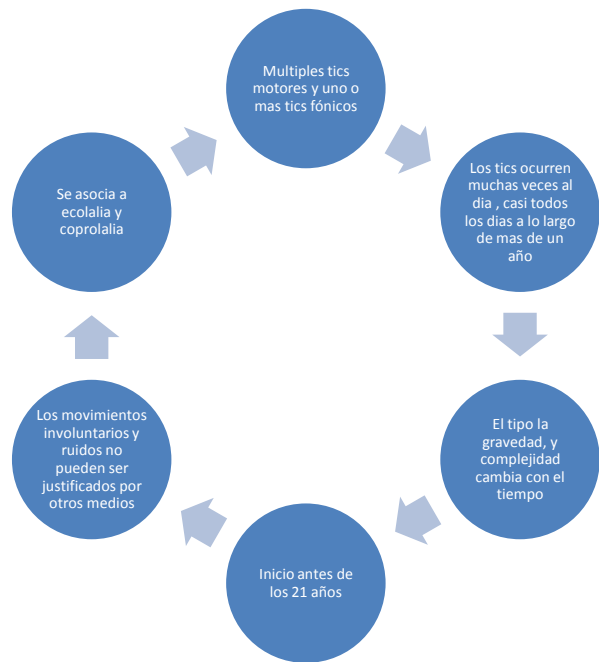 Multiples tics
motores y uno o
mas tics fónicos
Los tics ocurren
muchas veces al
dia , casi todos
los dias a lo largo
de mas de un
año
El tipo la
gravedad, y
complejidad
cambia con el
tiempo
Inicio antes de
los 21 años
Los movimientos
involuntarios y
ruidos no
pueden ser
justificados por
otros medios
Se asocia a
ecolalia y
coprolalia